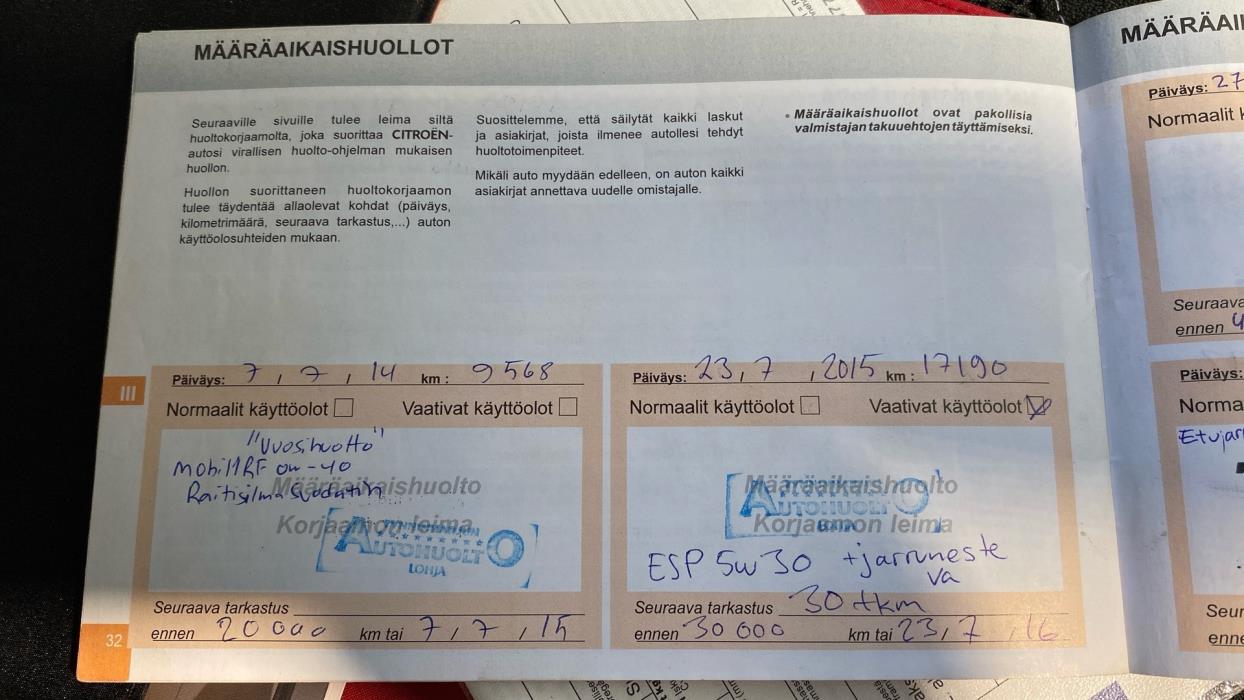 MÄÄRÄAIKAISHUOLLOT
Seuraaville sivuille tulee leima siltä
huoltokorjaamolta, joka suorittaa CITROËN-
autosi virallisen huolto-ohjelman mukaisen
huollon.
Huollon suorittaneen huoltokorjaamon
tulee täydentää allaolevat kohdat (päiväys,
kilometrimäärä, seuraava tarkastus,...) auton
käyttöolosuhteiden mukaan.
Suosittelemme, että säilytät kaikki laskut
ja asiakirjat, joista ilmenee autollesi tehdyt
huoltotoimenpiteet.
Mikäli auto myydään edelleen, on auton kaikki
asiakirjat annettava uudelle omistajalle.
• Määräaikaishuollot ovat pakollisia
valmistajan takuuehtojen täyttämiseksi.
III
Päiväys: 7 , 7 , 14 km : 9568
Normaalit käyttöolot Vaativat käyttöolot
"Vuosihuolto"
Mobil1 RF 0w-40
Raitisilmasuodatin
Määräaikaishuolto
Korjaamon leima
AUTOHUOLTO
LOHJA
Seuraava tarkastus
ennen 20 000 km tai 7 / 7 , 15
Päiväys: 23, 7 , 2015 km : 17190
Normaalit käyttöolot Vaativat käyttöolot
Määräaikaishuolto
AUTOHUOLTO
Korjaamon leima
ESP 5w30 + jarruneste
va
Seuraava tarkastus 30 tkm
ennen 30 000 km tai 23, 7 , 16
32
MÄÄRÄAI
Päiväys: 27
Normaalit k
Seuraava
ennen 4
Päiväys:
Norma
Etujar
Seur
enne